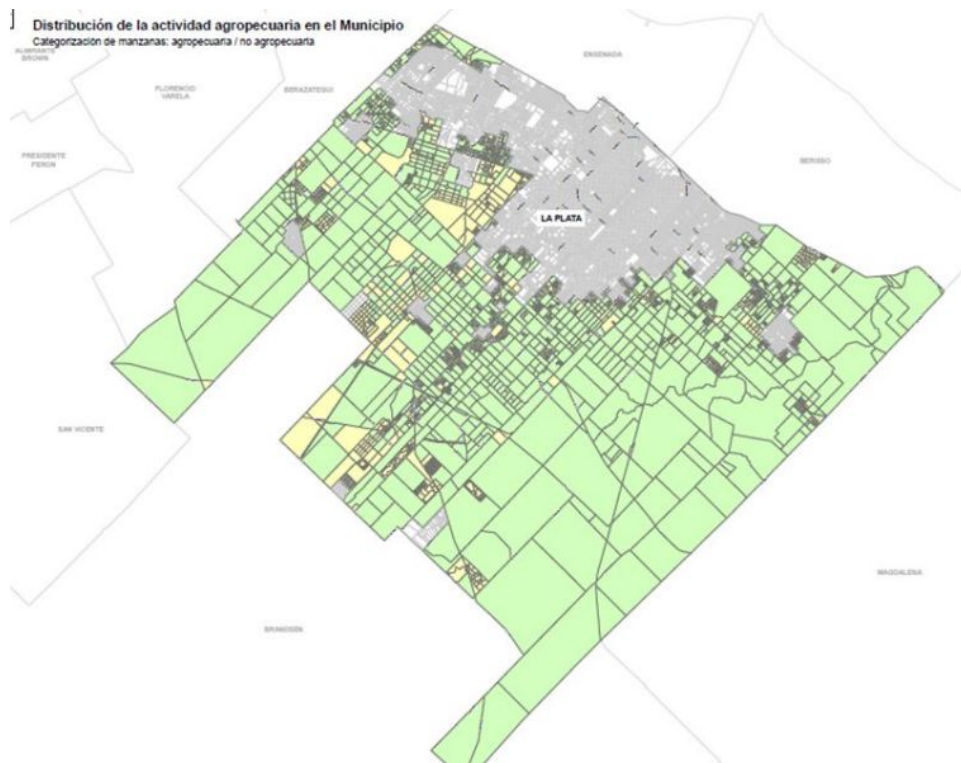 Distribución de la actividad agropecuaria en el Municipio
Categorización de manzanas: agropecuaria / no agropecuaria
ALMIRANTE
BROWN
FLORENCIO
VARELA
BERAZATEGUI
ENSENADA
PRESIDENTE
PERON
BERISSO
LA PLATA
SAN VICENTE
MAGDALENA
BRANDSEN